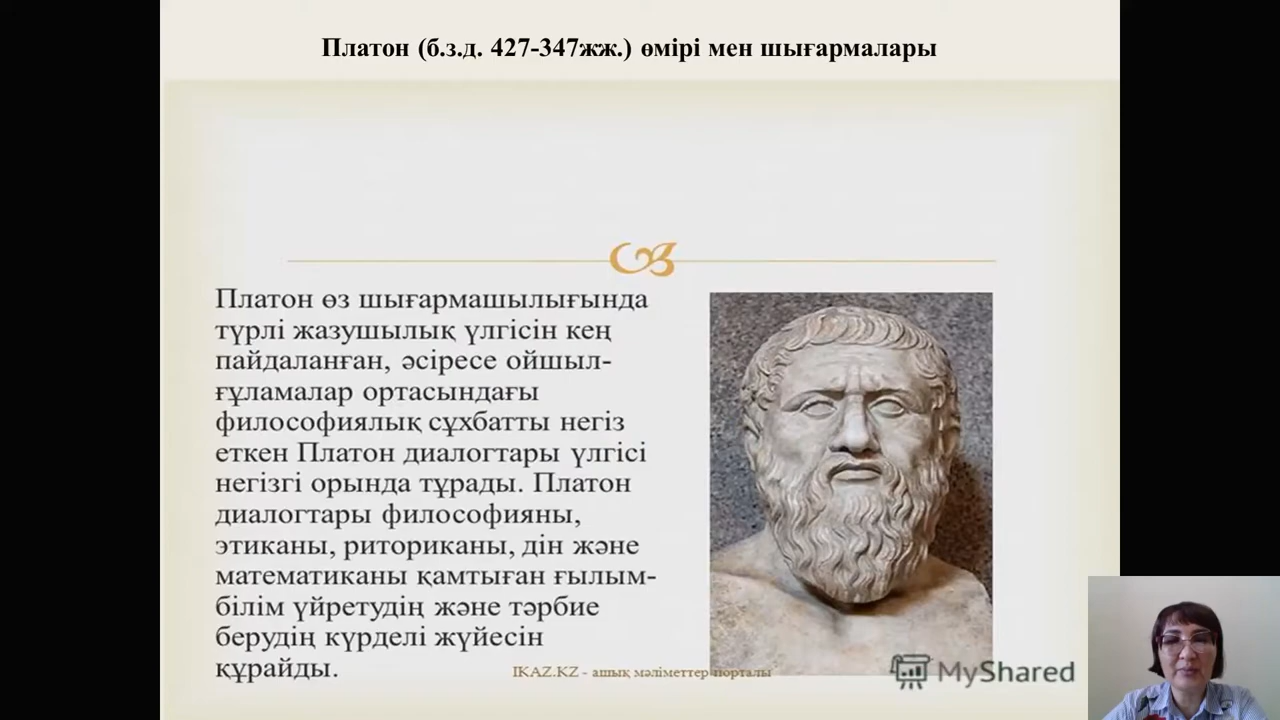 Платон (б.з.д. 427-347жж.) өмірі мен шығармалары
Платон өз шығармашылығында
түрлі жазушылық үлгісін кең
пайдаланған, әсіресе ойшыл-
ғұламалар ортасындағы
философиялық сұхбатты негіз
еткен Платон диалогтары үлгісі
негізгі орында тұрады. Платон
диалогтары философияны,
этиканы, риториканы, дін және
математиканы қамтыған ғылым-
білім үйретудің және тәрбие
берудің күрделі жүйесін
құрайды.
IKAZ.KZ - ашық мәліметтер порталы
MyShared